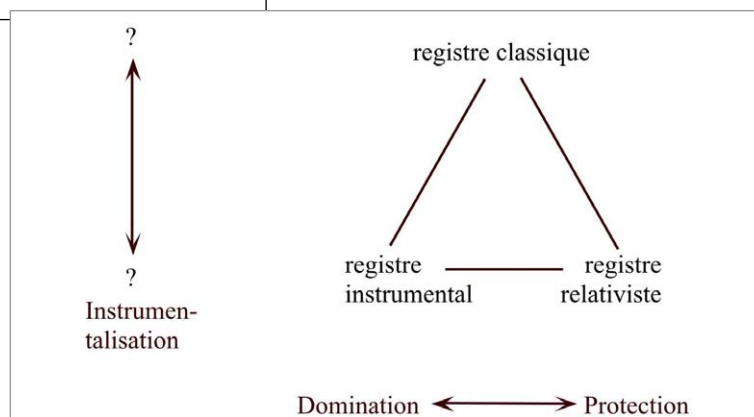 ?
registre classique
?
Instrumen-
talisation
registre
instrumental
registre
relativiste
Domination
Protection